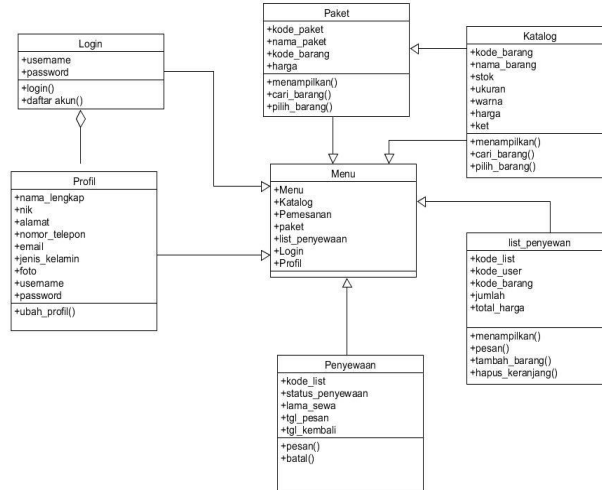 Login
+username
+password
+login()
+daftar akun()
Paket
+kode_paket
+nama_paket
+kode_barang
+harga
+menampilkan()
+cari_barang()
+pilih_barang()
Katalog
+kode_barang
+nama_barang
+stok
+ukuran
+warna
+harga
+ket
+menampilkan()
+cari_barang()
+pilih_barang()
Profil
+nama_lengkap
+nik
+alamat
+nomor_telepon
+email
+jenis_kelamin
+foto
+username
+password
+ubah_profil()
Menu
+Menu
+Katalog
+Pemesanan
+paket
+list_penyewaan
+Login
+Profil
list_penyewan
+kode_list
+kode_user
+kode_barang
+jumlah
+total_harga
+menampilkan()
+pesan()
+tambah_barang()
+hapus_keranjang()
Penyewaan
+kode_list
+status_penyewaan
+lama_sewa
+tgl_pesan
+tgl_kembali
+pesan()
+batal()